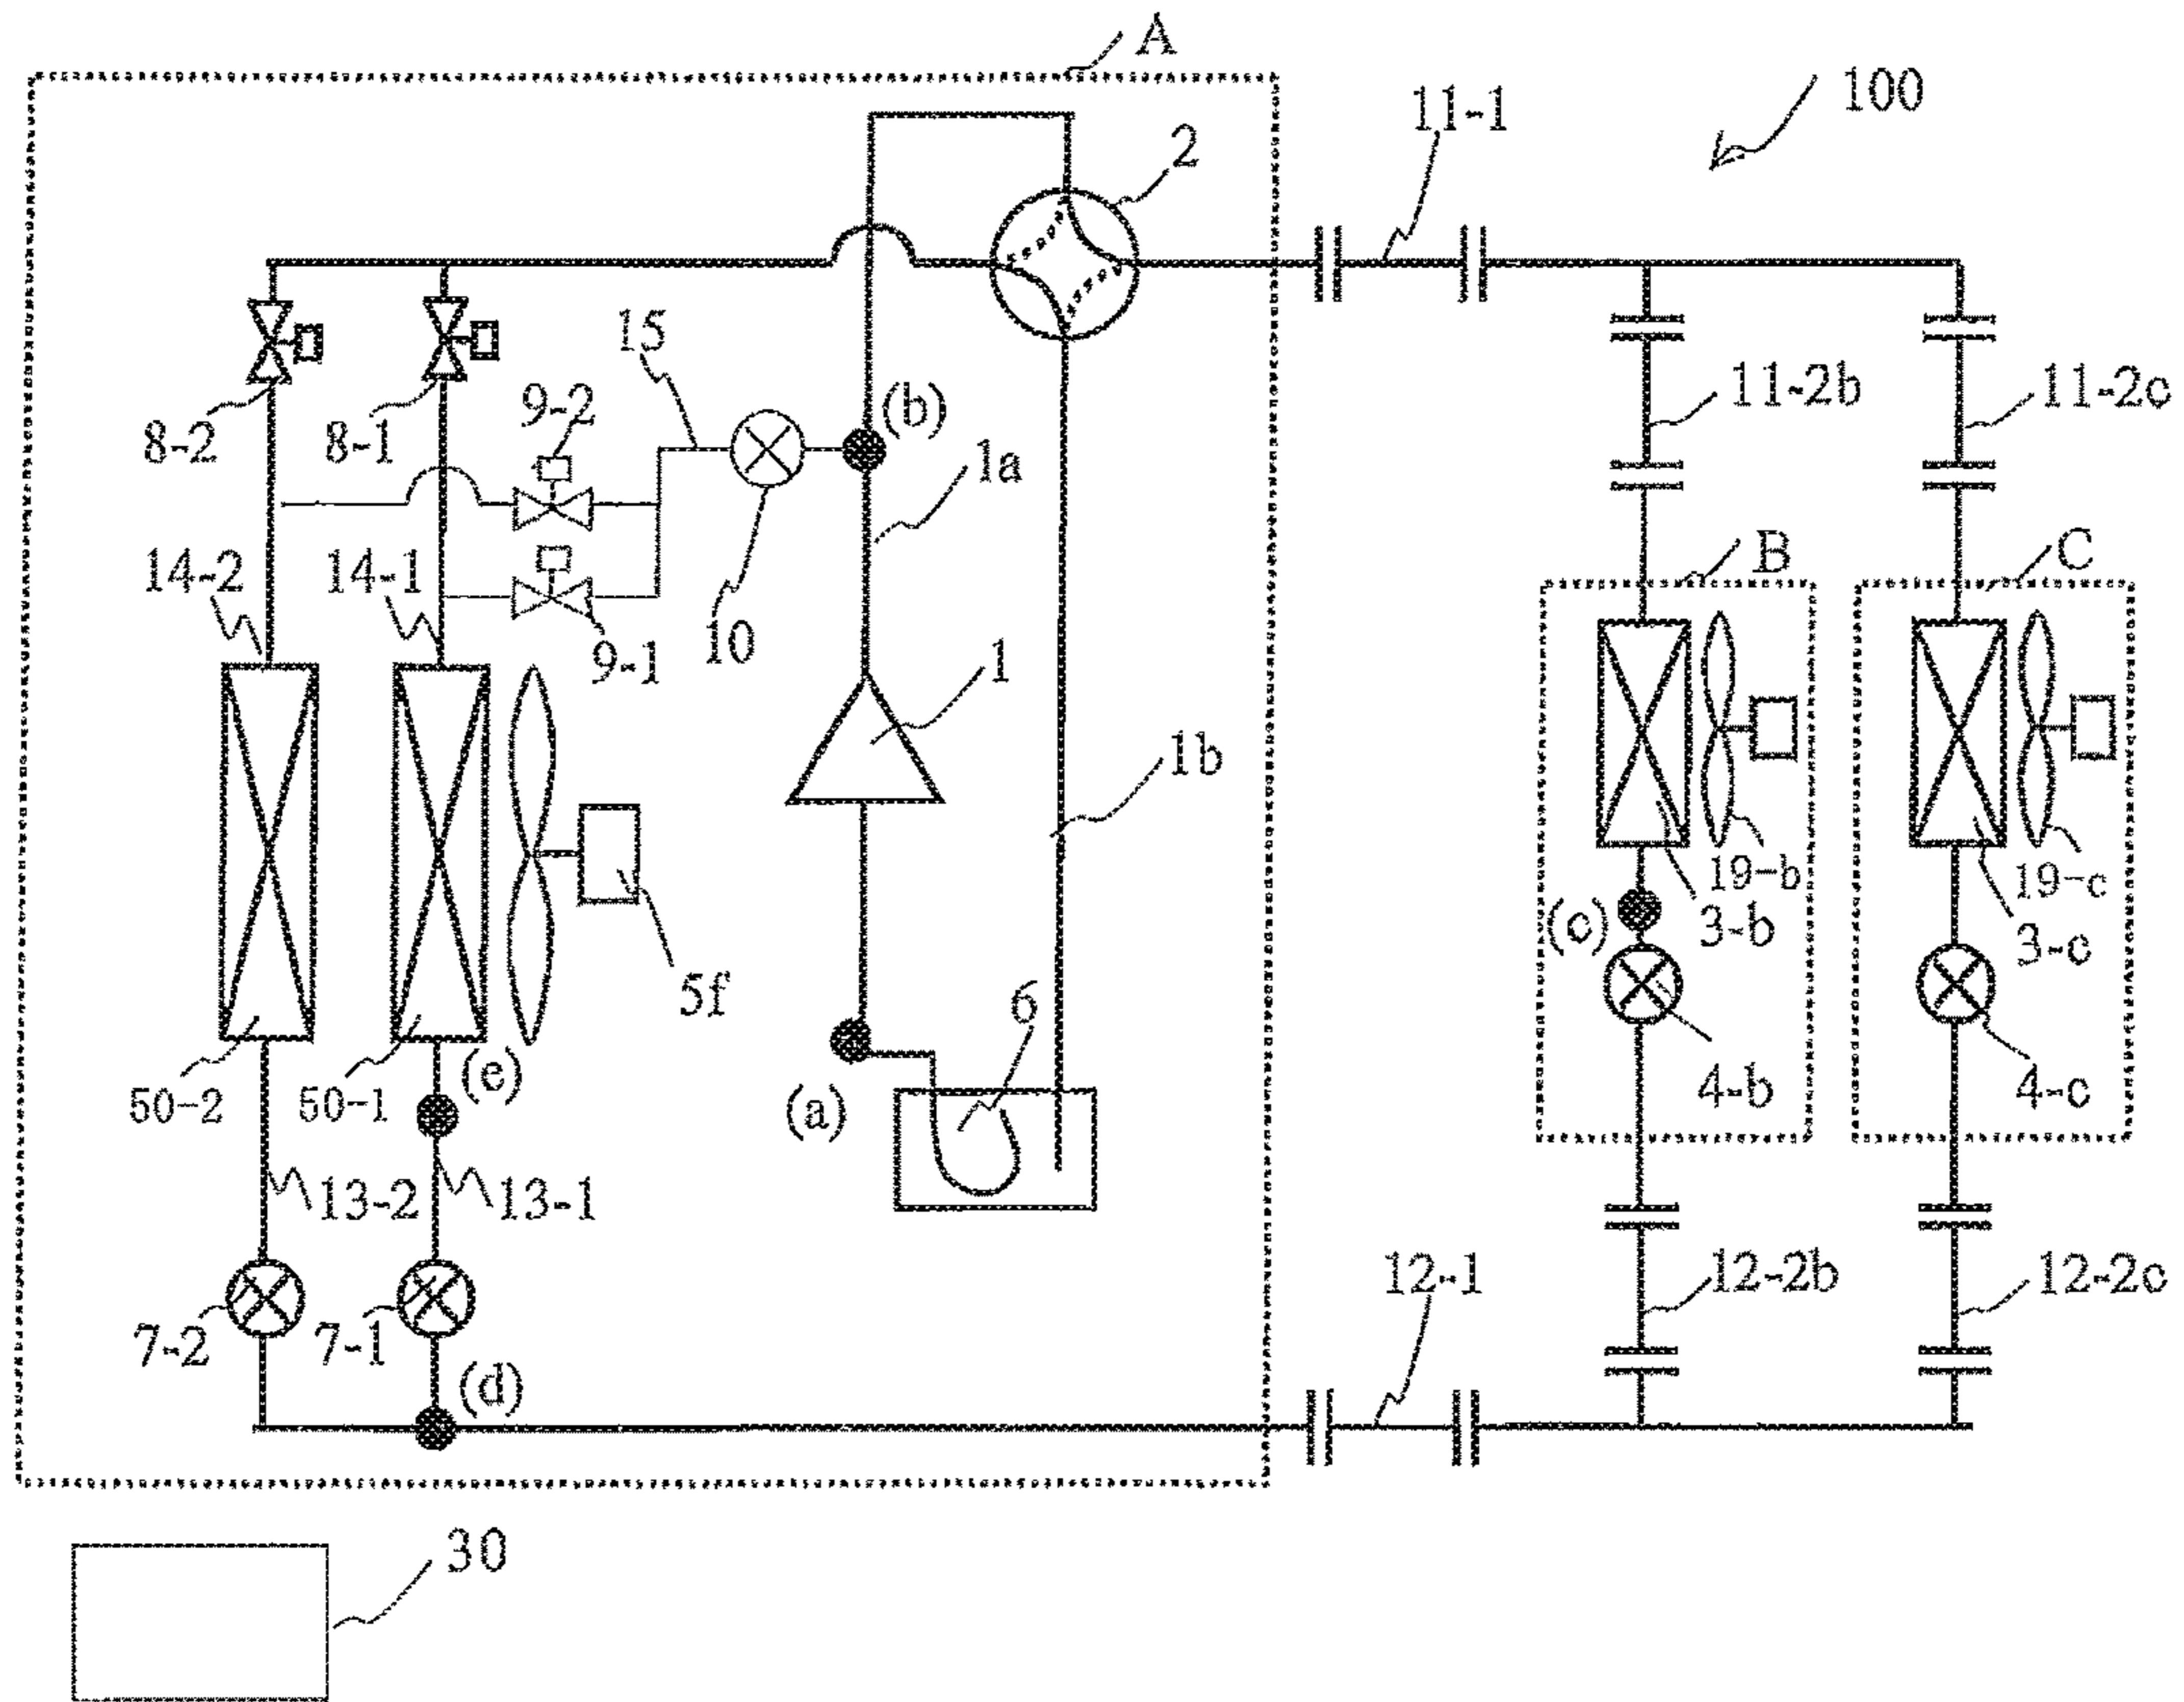 A
100
11-1
2
15
(b)
9-2
8-2
8-1
11-2b
11-2c
1a
14-2
14-1
B
C
10
9-1
1
1b
19-b
19-c
3-b
3-c
(c)
5f
6
50-2
50-1
(e)
(a)
4-b
4-c
13-2
13-1
12-1
12-2b
12-2c
7-2
7-1
(d)
30